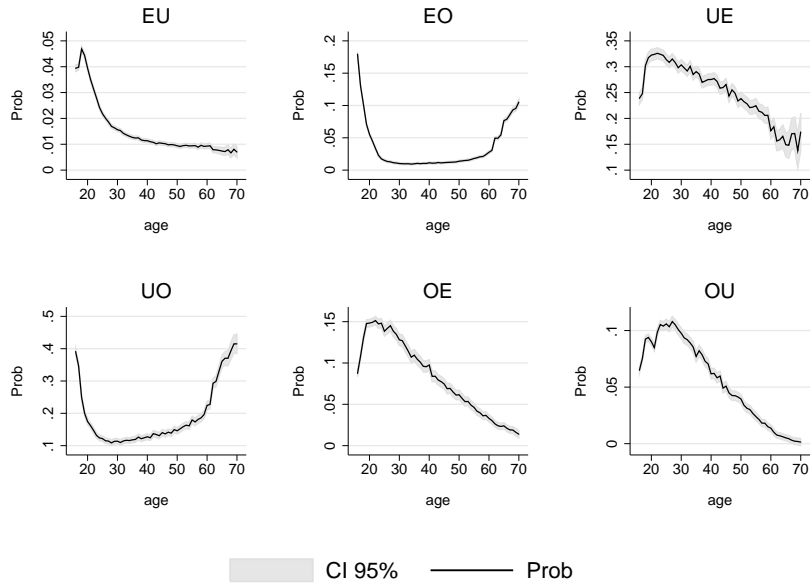 EU
0 .01 .02 .03 .04 .05
Prob
20 30 40 50 60 70
age
EO
0 .05 .1 .15 .2
Prob
20 30 40 50 60 70
age
UE
.1 .15 .2 .25 .3 .35
Prob
20 30 40 50 60 70
age
UO
.1 .2 .3 .4 .5
Prob
20 30 40 50 60 70
age
OE
0 .05 .1 .15
Prob
20 30 40 50 60 70
age
OU
0 .05 .1
Prob
20 30 40 50 60 70
age
CI 95% Prob